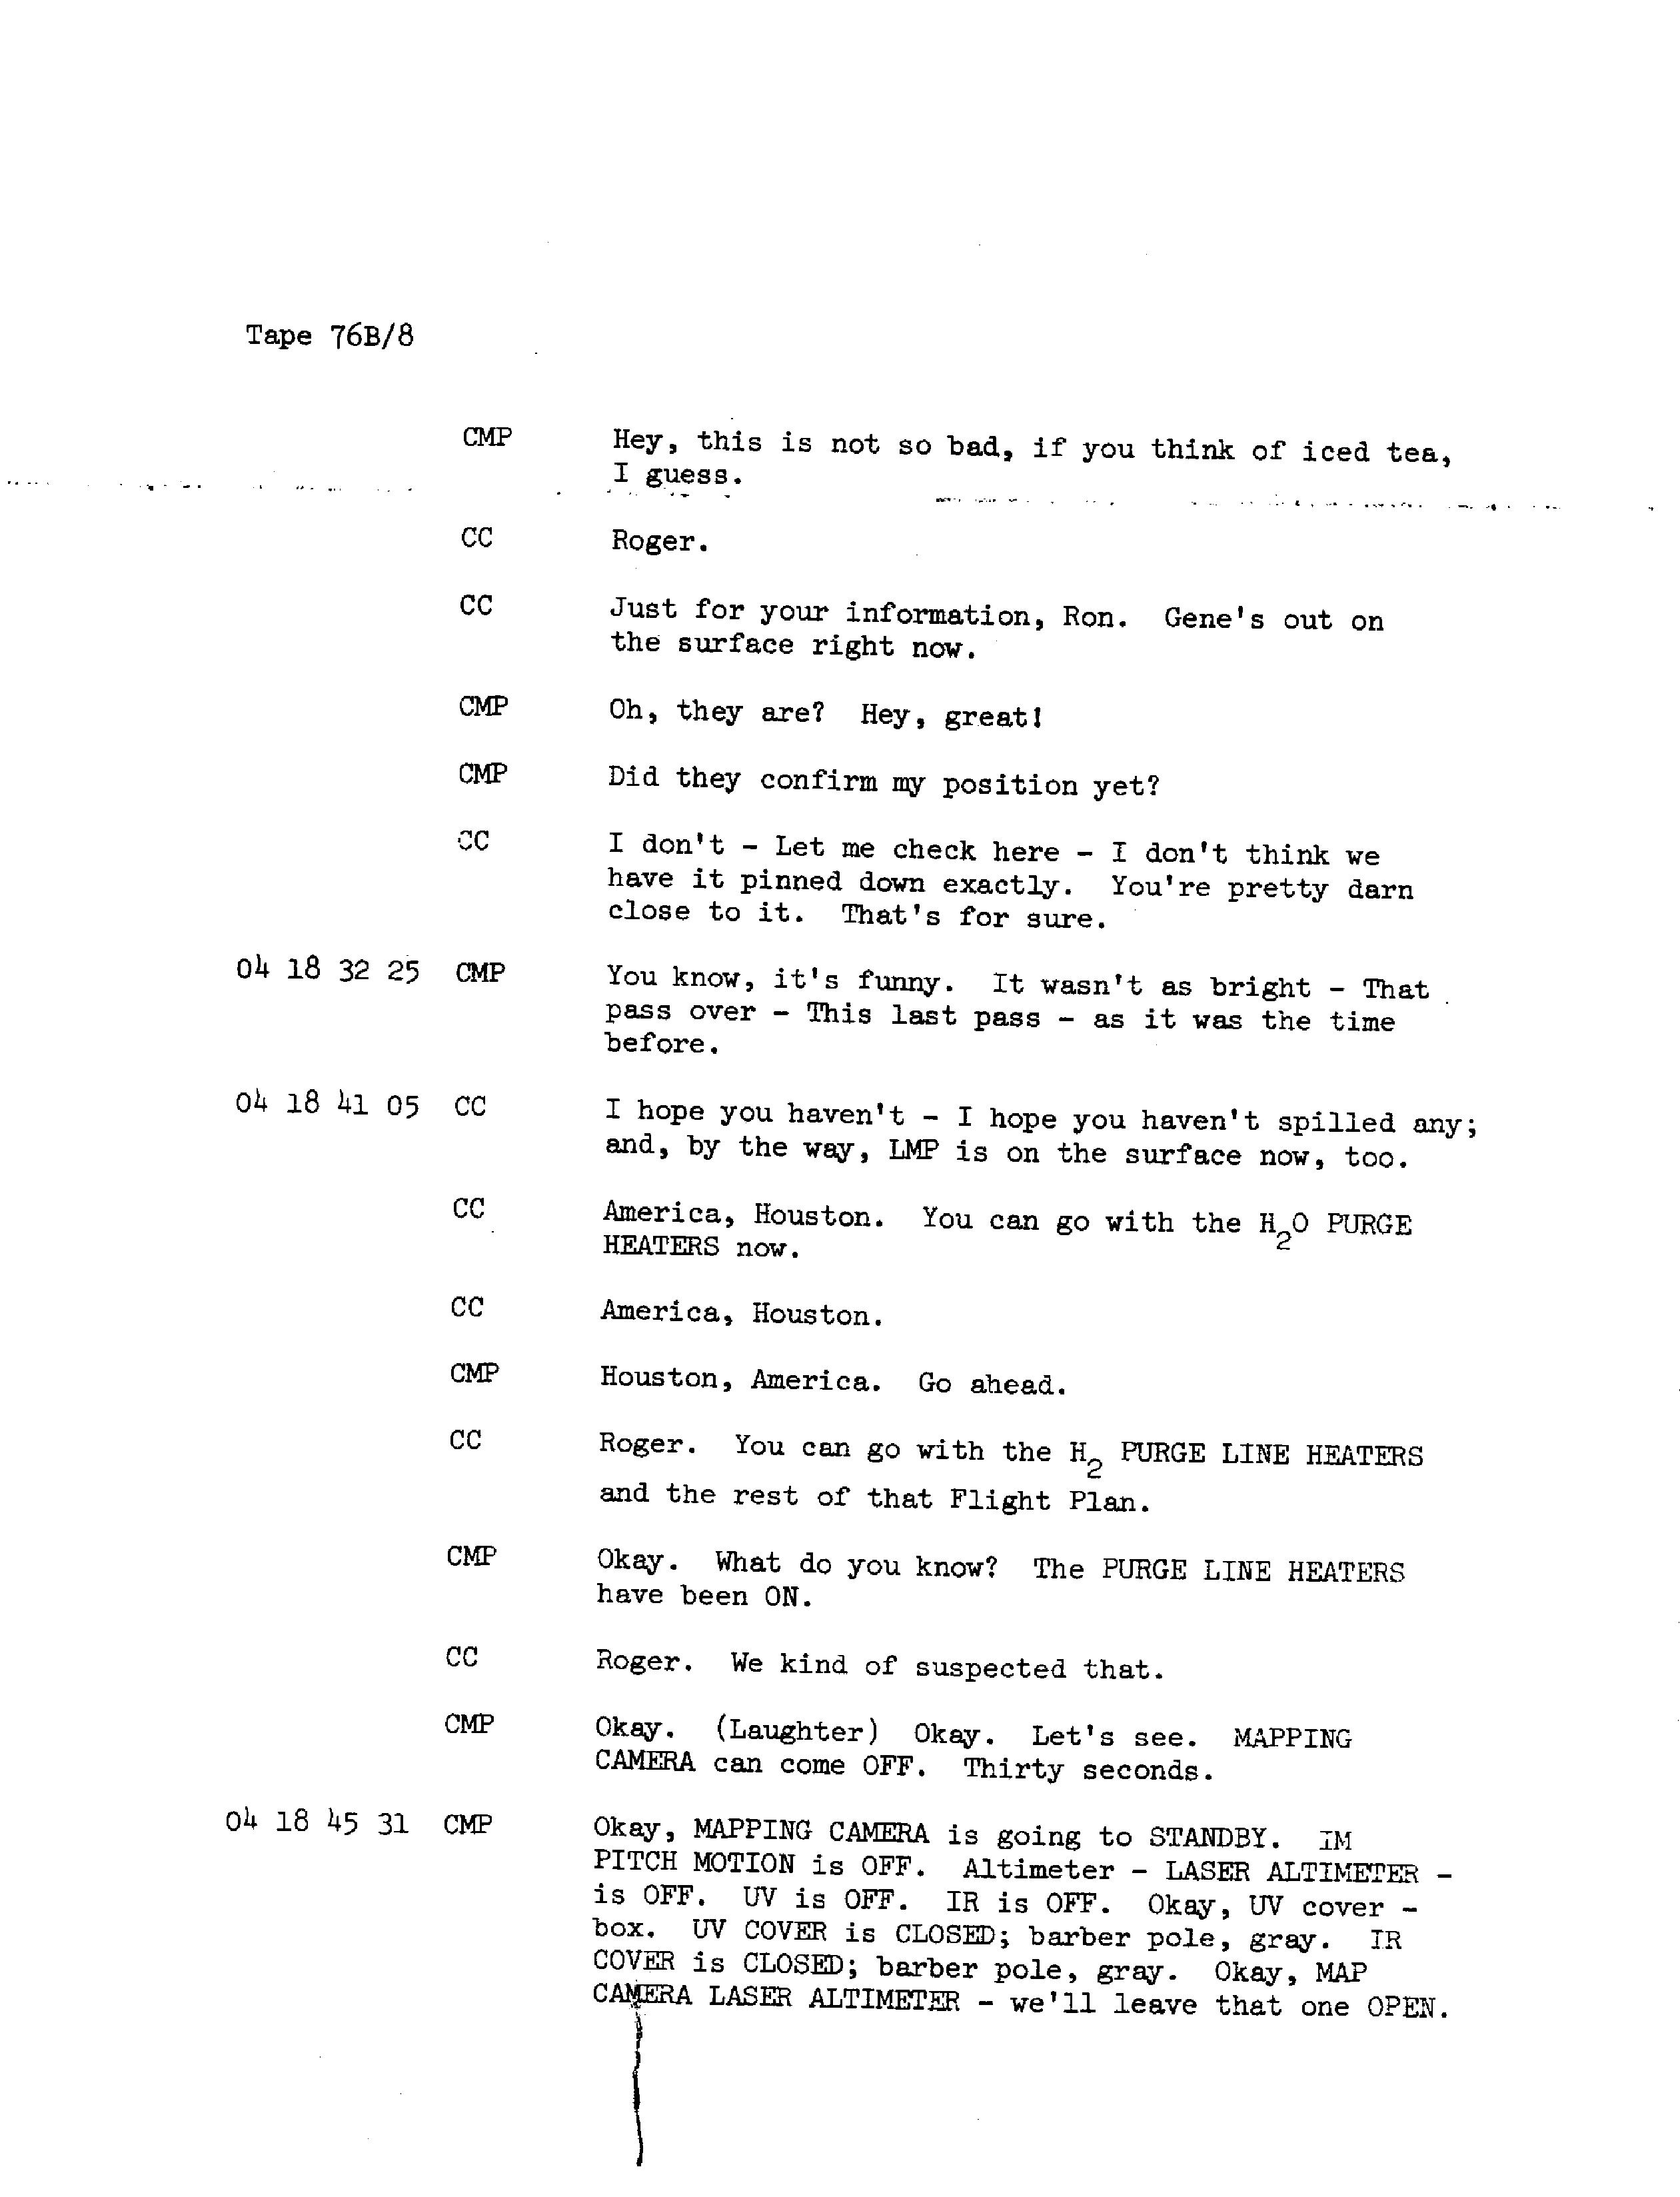 Tape 76B/8
CMP Hey, this is not so bad, if you think of iced tea,
I guess.
CC Roger.
CC Just for your information, Ron. Gene's out on
the surface right now.
CMP Oh, they are? Hey, great!
CMP Did they confirm my position yet?
CC I don't - Let me check here - I don't think we
have it pinned down exactly. You're pretty darn
close to it. That's for sure.
04 18 32 25 CMP You know, it's funny. It wasn't as bright - That
pass over - This last pass - as it was the time
before.
04 18 41 05 CC I hope you haven't - I hope you haven't spilled any;
and, by the way, LMP is on the surface now, too.
CC America, Houston. You can go with the H2O PURGE
HEATERS now.
CC America, Houston.
CMP Houston, America. Go ahead.
CC Roger. You can go with the H2 PURGE LINE HEATERS
and the rest of that Flight Plan.
CMP Okay. What do you know? The PURGE LINE HEATERS
have been ON.
CC Roger. We kind of suspected that.
CMP Okay. (Laughter) Okay. Let's see. MAPPING
CAMERA can come OFF. Thirty seconds.
04 18 45 31 CMP Okay, MAPPING CAMERA is going to STANDBY. IM
PITCH MOTION is OFF. Altimeter - LASER ALTIMETER -
is OFF. UV is OFF. IR is OFF. Okay, UV cover -
box. UV COVER is CLOSED; barber pole, gray. IR
COVER is CLOSED; barber pole, gray. Okay, MAP
CAMERA LASER ALTIMETER - we'll leave that one OPEN.